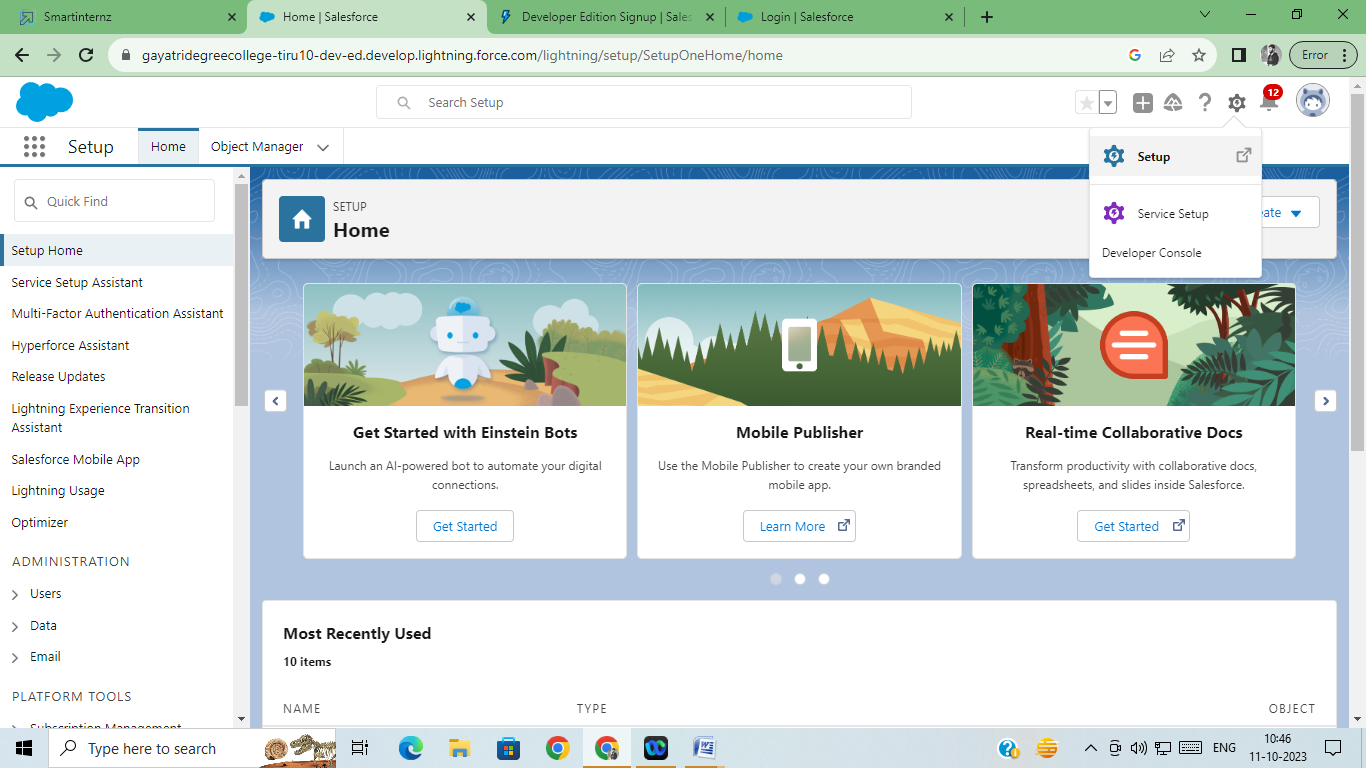 Smartinternz
Home | Salesforce
Developer Edition Signup | Sales
Login | Salesforce
gayatridegreecollege-tiru10-dev-ed.develop.lightning.force.com/lightning/setup/SetupOneHome/home
Error
Search Setup
12
Setup
Home
Object Manager
Setup
Service Setup
Developer Console
Quick Find
Setup Home
Service Setup Assistant
Multi-Factor Authentication Assistant
Hyperforce Assistant
Release Updates
Lightning Experience Transition
Assistant
Salesforce Mobile App
Lightning Usage
Optimizer
ADMINISTRATION
Users
Data
Email
PLATFORM TOOLS
Subscription Management
SETUP
Home
eate
Get Started with Einstein Bots
Launch an AI-powered bot to automate your digital
connections.
Get Started
Mobile Publisher
Use the Mobile Publisher to create your own branded
mobile app.
Learn More
Real-time Collaborative Docs
Transform productivity with collaborative docs,
spreadsheets, and slides inside Salesforce.
Get Started
Most Recently Used
10 items
NAME
TYPE
OBJECT
Type here to search
ENG
10:46
11-10-2023